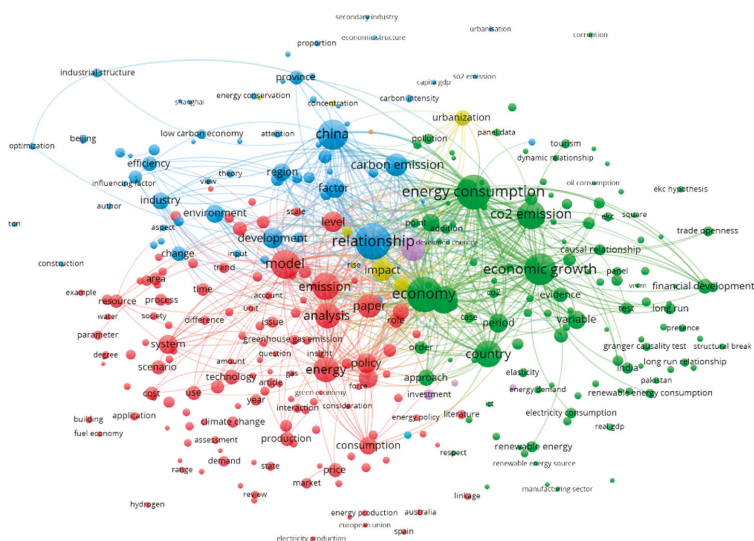 secondary industry
corruption
urbanisation
economic structure
proportion
industrial structure
province
capita gdp
so2 emission
energy conservation
carbon intensity
shanghai
concentration
urbanization
low carbon economy
attention
china
panel data
beijing
pollution
tourism
optimization
efficiency
theory
region
carbon emission
dynamic relationship
influencing factor
view
factor
energy consumption
oil consumption
ekc hypothesis
author
industry
environment
scale
level
point
co2 emission
ekc
square
ton
aspect
addition
trade openness
development
relationship
developed country
change
input
causal relationship
construction
trend
model
rise
impact
economic growth
panel
area
vecm
financial development
example
resource
process
time
account
emission
economy
co2
evidence
water
society
unit
paper
test
long run
parameter
difference
issue
analysis
role
case
period
variable
presence
system
greenhouse gas emission
granger causality test
structural break
degree
question
insight
order
country
scenario
amount
energy
policy
india
long run relationship
technology
gas
approach
elasticity
pakistan
cost
use
article
force
energy demand
renewable energy consumption
year
green economy
investment
interaction
consideration
ict
building
application
literature
electricity consumption
climate change
energy policy
real gdp
fuel economy
assessment
production
consumption
renewable energy
respect
demand
state
range
price
renewable energy source
market
review
linkage
manufacturing sector
hydrogen
energy production
australia
european union
spain
electricity production